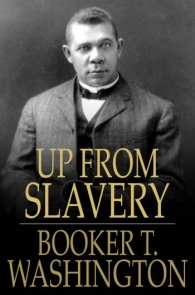 UP FROM
SLAVERY
BOOKER T.
WASHINGTON